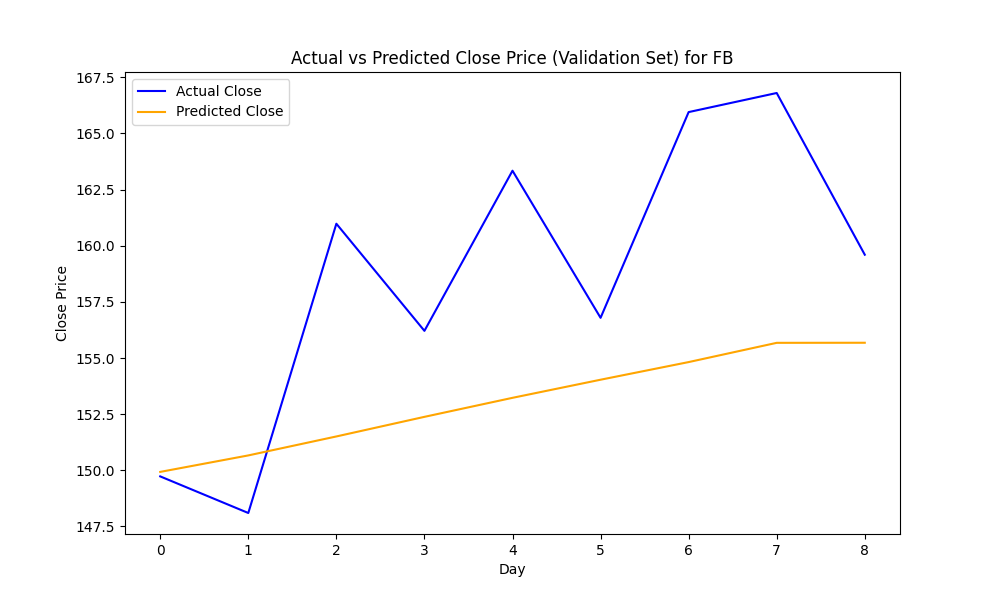 Actual vs Predicted Close Price (Validation Set) for FB
Actual Close
Predicted Close
Close Price
167.5
165.0
162.5
160.0
157.5
155.0
152.5
150.0
147.5
0 1 2 3 4 5 6 7 8
Day